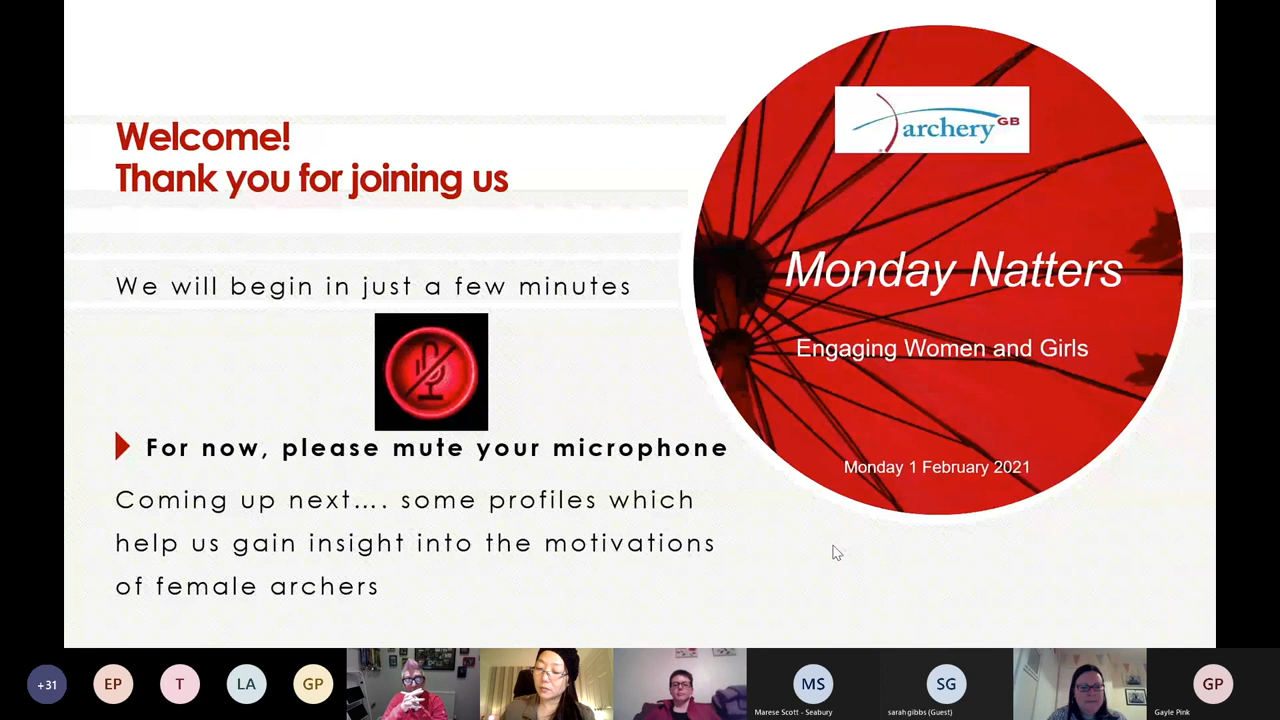 Welcome!
Thank you for joining us
We will begin in just a few minutes
For now, please mute your microphone
Coming up next.... some profiles which
help us gain insight into the motivations
of female archers
archery GB
Monday Natters
Engaging Women and Girls
Monday 1 February 2021
+31
EP
T
LA
GP
MS
Marese Scott - Seabury
SG
sarah gibbs (Guest)
GP
Gayle Pink